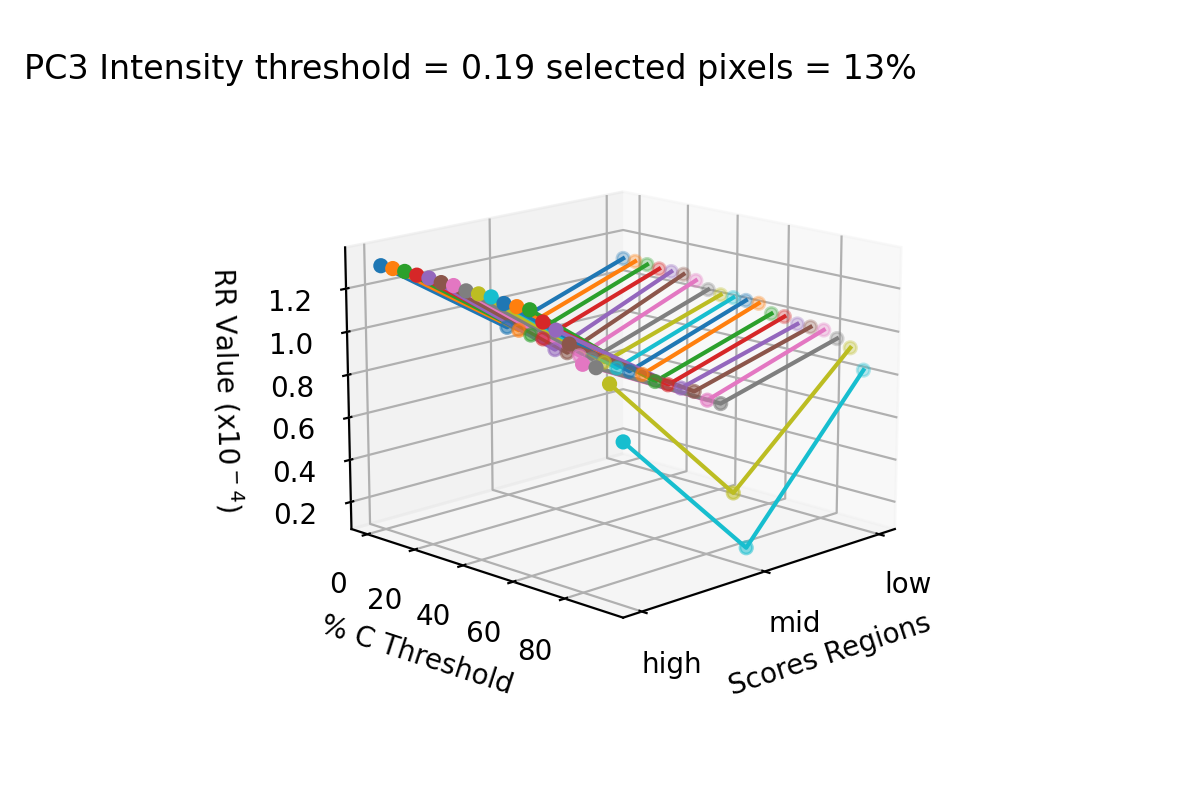 PC3 Intensity threshold = 0.19 selected pixels = 13%
RR Value (x10⁻⁴)
1.2
1.0
0.8
0.6
0.4
0.2
0
20
40
60
80
% C Threshold
high
mid
low
Scores Regions